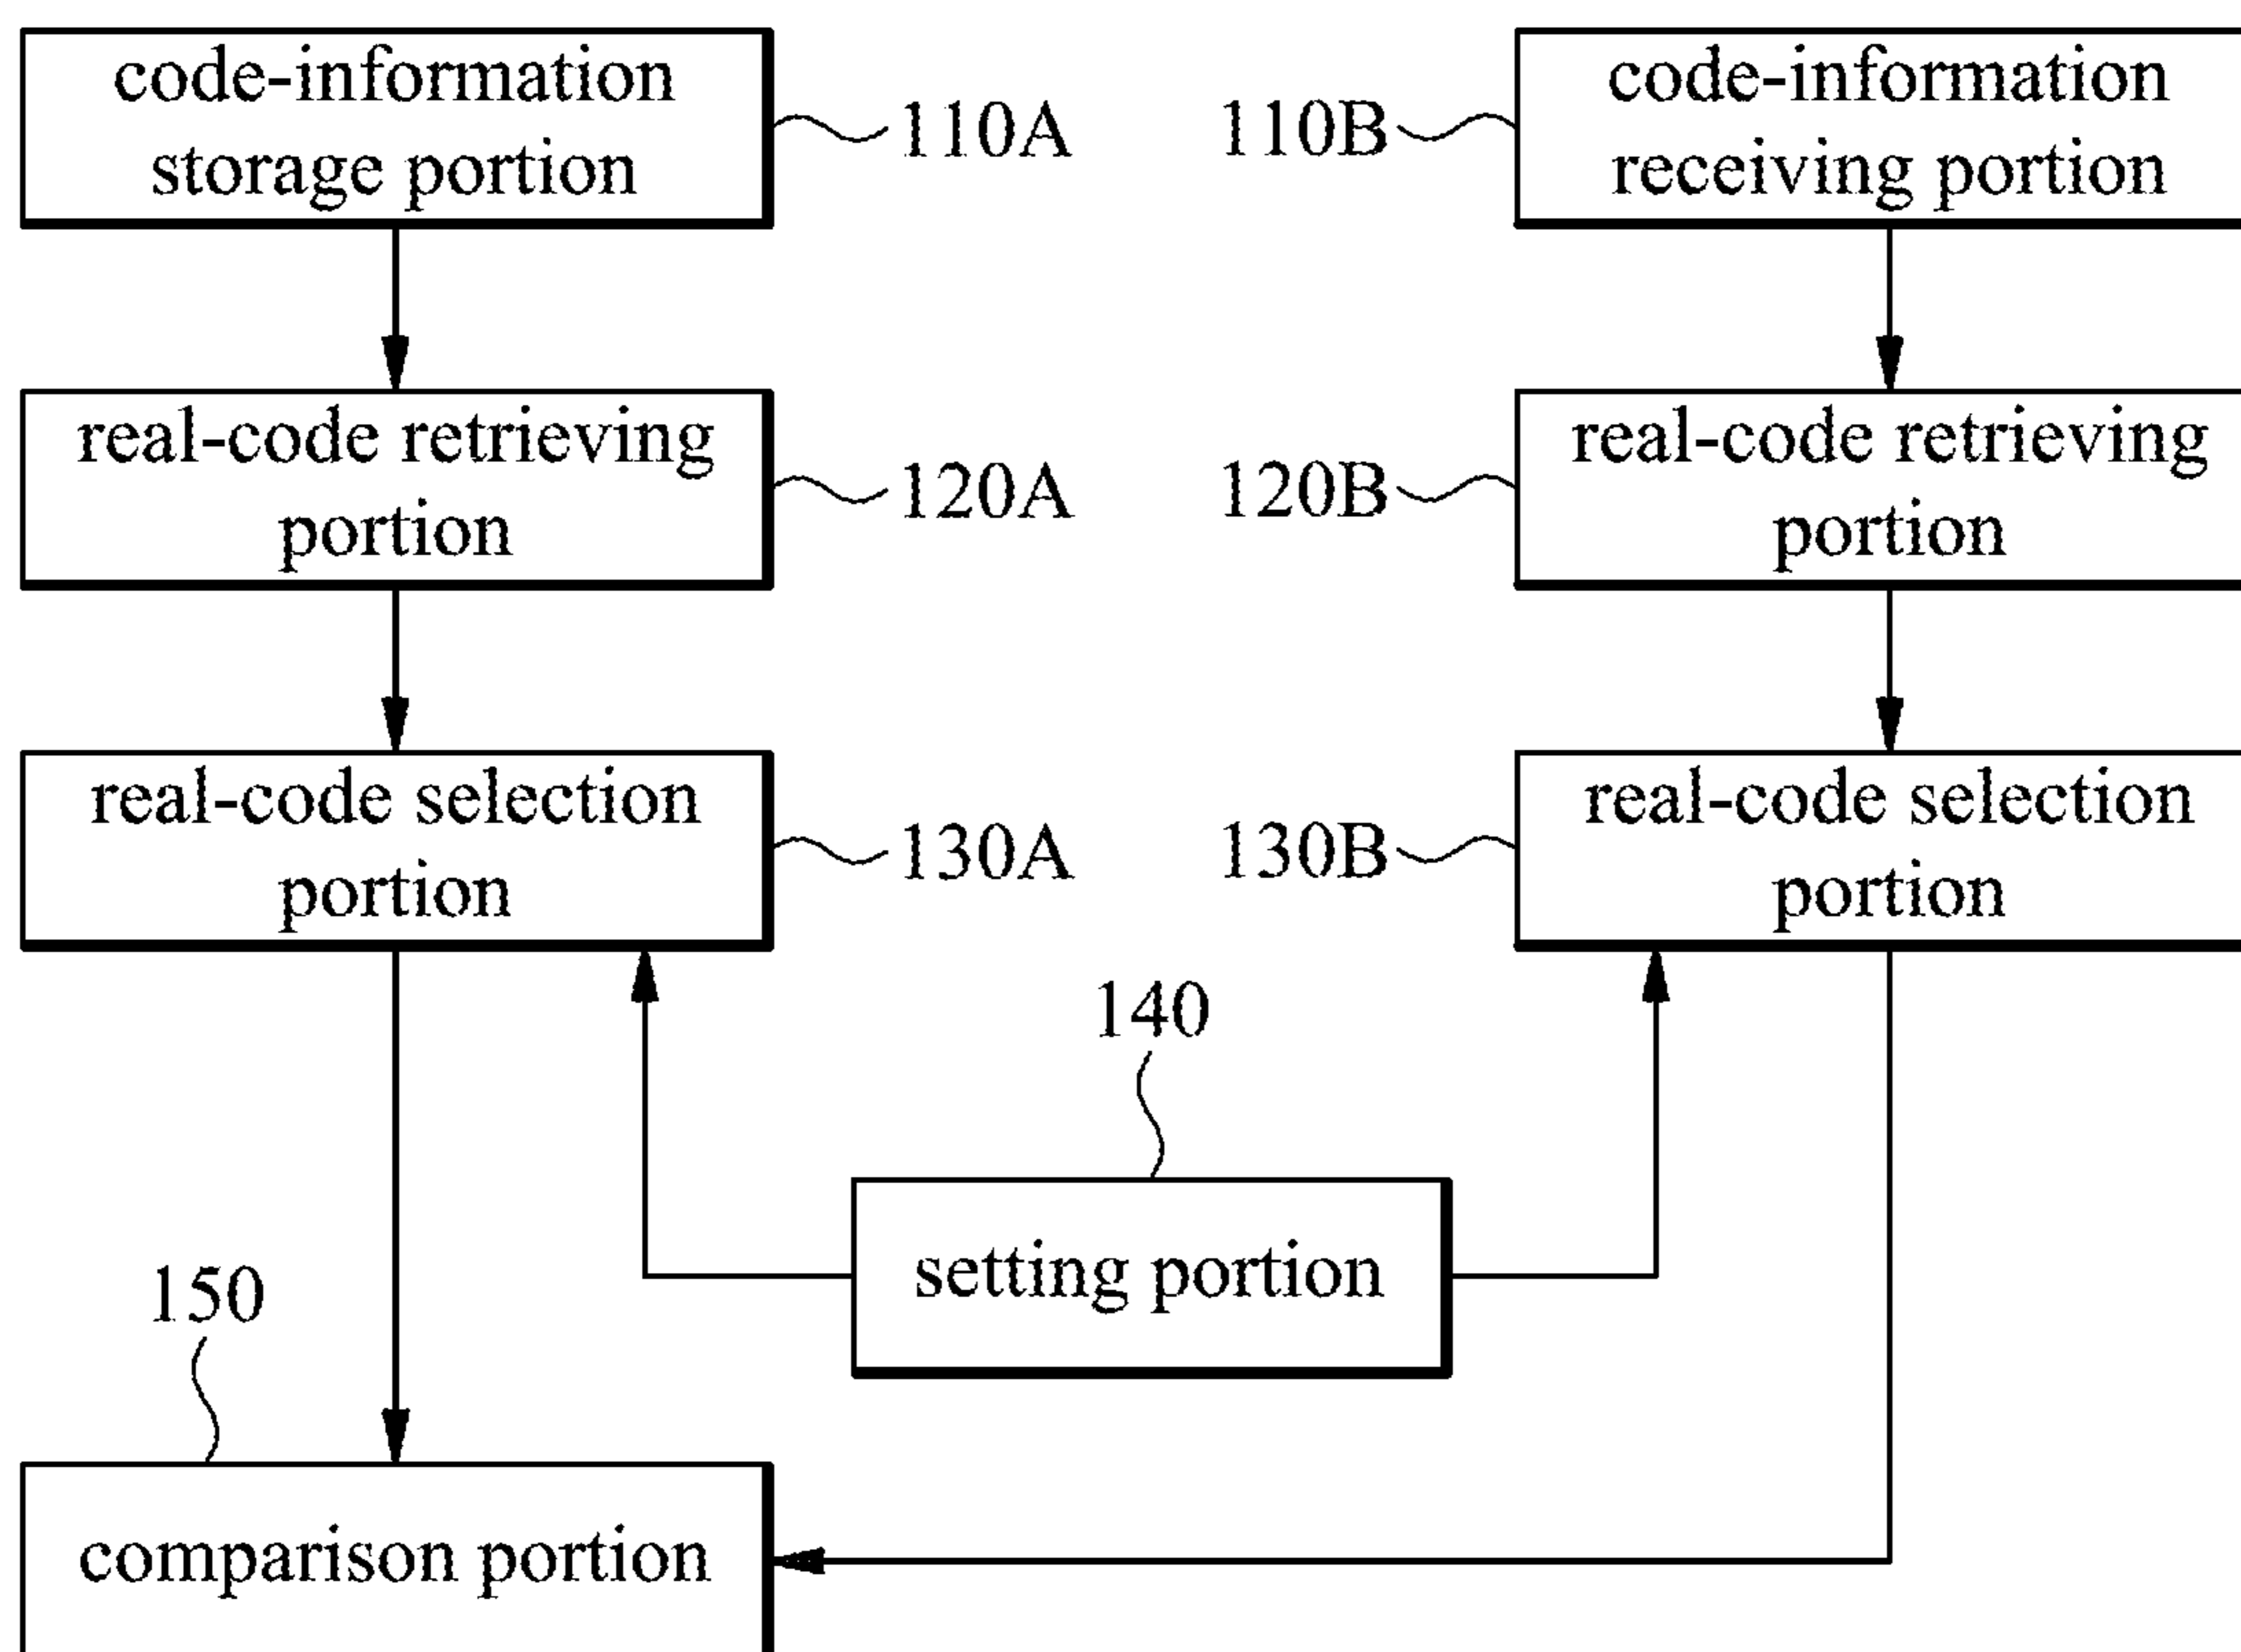 code-information
storage portion
110A
110B
code-information
receiving portion
real-code retrieving
portion
120A
120B
real-code retrieving
portion
real-code selection
portion
130A
130B
real-code selection
portion
140
setting portion
150
comparison portion